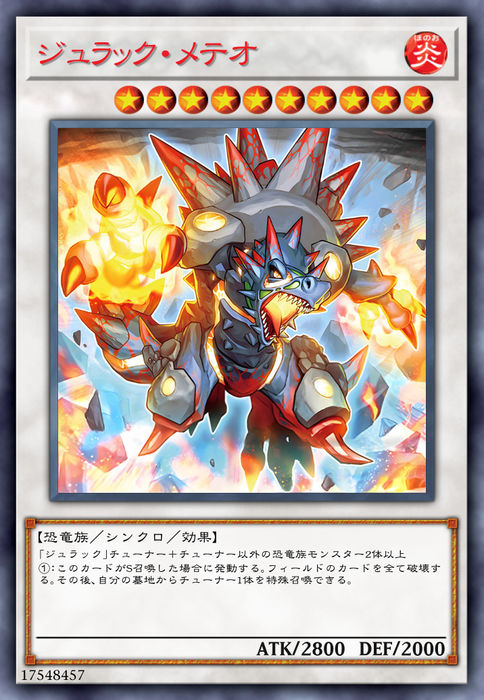 ジュラック・メテオ
ほのお
炎
【恐竜族／シンクロ／効果】
「ジュラック」チューナー＋チューナー以外の恐竜族モンスター2体以上
①：このカードがS召喚した場合に発動する。フィールドのカードを全て破壊す
る。その後、自分の墓地からチューナー1体を特殊召喚できる。
ATK/2800 DEF/2000
17548457